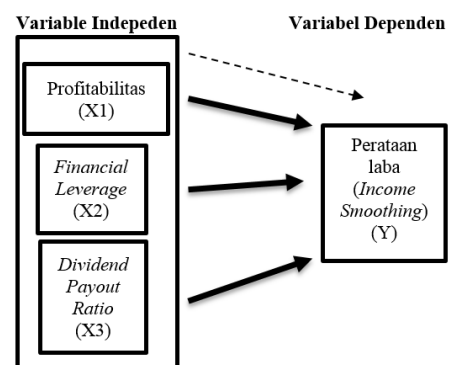 Variable Indepeden
Variabel Dependen
Profitabilitas
(X1)
Financial
Leverage
(X2)
Dividend
Payout
Ratio
(X3)
Perataan
laba
(Income
Smoothing)
(Y)